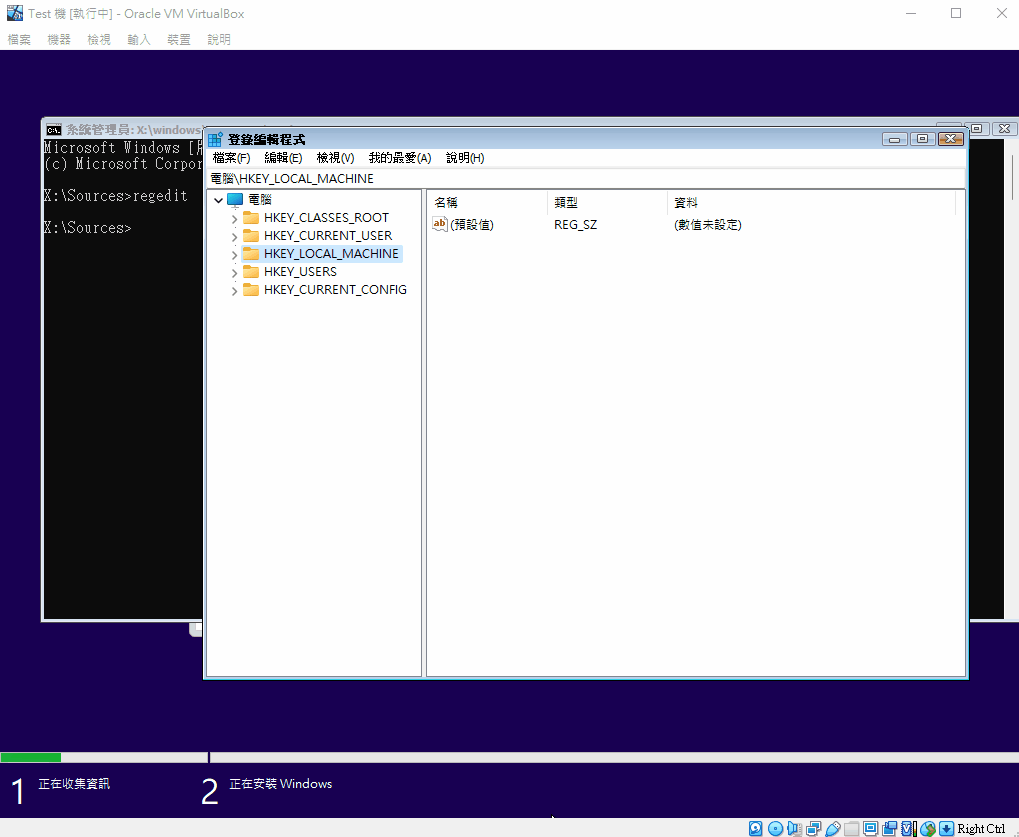 Test 機 [執行中] - Oracle VM VirtualBox
檔案 機器 檢視 輸入 裝置 說明
系統管理員: X:\windows
Microsoft Windows [
(c) Microsoft Corpor
X:\Sources>regedit
X:\Sources>
登錄編輯程式
檔案(F) 編輯(E) 檢視(V) 我的最愛(A) 說明(H)
電腦\HKEY_LOCAL_MACHINE
電腦
HKEY_CLASSES_ROOT
HKEY_CURRENT_USER
HKEY_LOCAL_MACHINE
HKEY_USERS
HKEY_CURRENT_CONFIG
名稱 類型 資料
(預設值) REG_SZ (數值未設定)
1 正在收集資訊 2 正在安裝 Windows
Right Ctrl